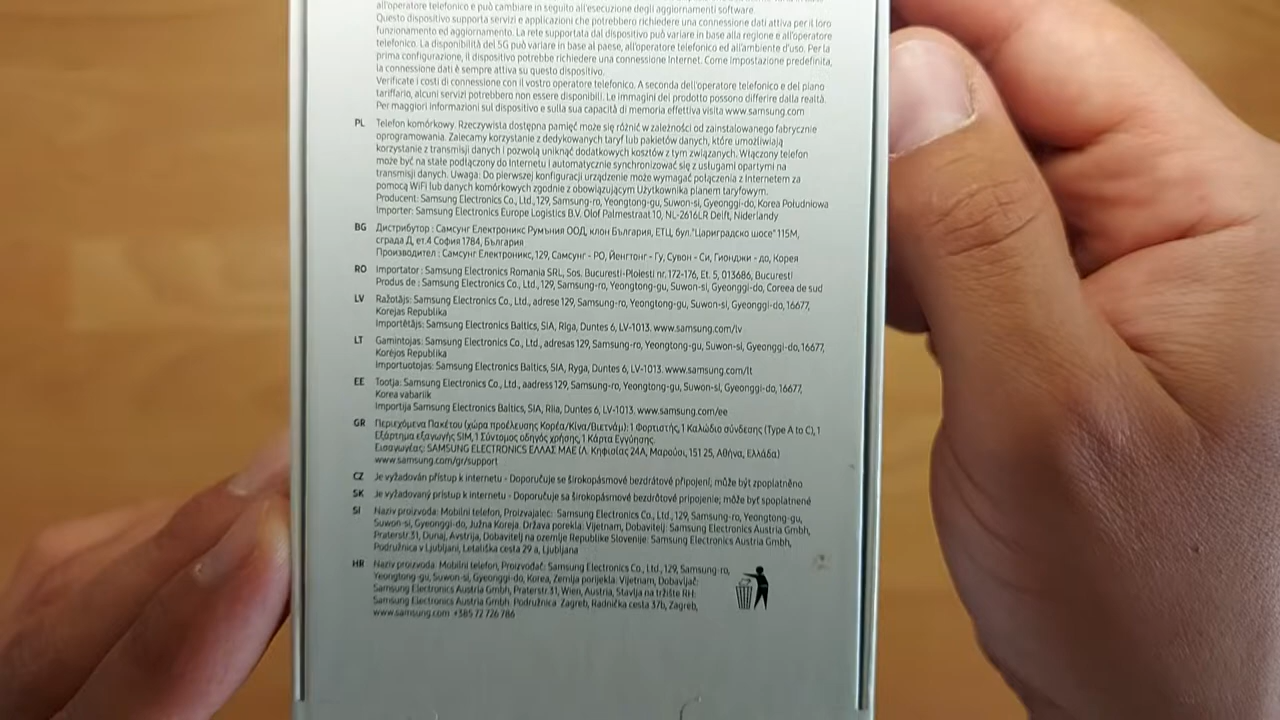 all'operatore telefonico e può cambiare in seguito all'esecuzione degli aggiornamenti software.
Questo dispositivo supporta servizi e applicazioni che potrebbero richiedere una connessione dati attiva per il loro
funzionamento ed aggiornamento. La rete supportata dal dispositivo può variare in base alla regione e all'operatore
telefonico. La disponibilità del 5G può variare in base al paese, all'operatore telefonico ed all'ambiente d'uso. Per la
prima configurazione, il dispositivo potrebbe richiedere una connessione Internet. Come impostazione predefinita,
la connessione dati è sempre attiva su questo dispositivo.
Verificate i costi di connessione con il vostro operatore telefonico. A seconda dell'operatore telefonico e del piano
tariffario, alcuni servizi potrebbero non essere disponibili. Le immagini del prodotto possono differire dalla realtà.
Per maggiori informazioni sul dispositivo e sulla sua capacità di memoria effettiva visita www.samsung.com
PL Telefon komórkowy. Rzeczywista dostępna pamięć może się różnić w zależności od zainstalowanego fabrycznie
oprogramowania. Zalecamy korzystanie z dedykowanych taryf lub pakietów danych, które umożliwiają
korzystanie z transmisji danych i pozwolą uniknąć dodatkowych kosztów z tym związanych. Włączony telefon
może być na stałe podłączony do Internetu i automatycznie synchronizować się z usługami opartymi na
transmisji danych. Uwaga: Do pierwszej konfiguracji urządzenie może wymagać połączenia z Internetem za
pomocą WiFi lub danych komórkowych zgodnie z obowiązującym Użytkownika planem taryfowym.
Producent: Samsung Electronics Co., Ltd., 129, Samsung-ro, Yeongtong-gu, Suwon-si, Gyeonggi-do, Korea Południowa
Importer: Samsung Electronics Europe Logistics B.V. Olof Palmestraat 10, NL-2616LR Delft, Niderlandy
BG Дистрибутор : Самсунг Електроникс Румъния ООД, клон България, ЕТЦ, бул."Цариградско шосе" 115М,
сграда Д, ет.4 София 1784, България
Производител : Самсунг Електроникс, 129, Самсунг - РО, Йенгтонг - Гу, Сувон - Си, Гионджи - до, Корея
RO Importator : Samsung Electronics Romania SRL, Sos. Bucuresti-Ploiesti nr. 172-176, Et. 5, 013686, Bucuresti
Produs de : Samsung Electronics Co., Ltd., 129, Samsung-ro, Yeongtong-gu, Suwon-si, Gyeonggi-do, Coreea de sud
LV Ražotājs: Samsung Electronics Co., Ltd., adrese 129, Samsung-ro, Yeongtong-gu, Suwon-si, Gyeonggi-do, 16677,
Korejas Republika
Importētājs: Samsung Electronics Baltics, SIA, Rīga, Duntes 6, LV-1013. www.samsung.com/lv
LT Gamintojas: Samsung Electronics Co., Ltd., adresas 129, Samsung-ro, Yeongtong-gu, Suwon-si, Gyeonggi-do, 16677,
Korėjos Republika
Importuotojas: Samsung Electronics Baltics, SIA, Ryga, Duntes 6, LV-1013. www.samsung.com/lt
EE Tootja: Samsung Electronics Co., Ltd., aadress 129, Samsung-ro, Yeongtong-gu, Suwon-si, Gyeonggi-do, 16677,
Korea vabariik
Importija Samsung Electronics Baltics, SIA, Riia, Duntes 6, LV-1013. www.samsung.com/ee
GR Περιεχόμενα Πακέτου (χώρα προέλευσης Κορέα/Κίνα/Βιετνάμ): 1 Φορτιστής, 1 Καλώδιο σύνδεσης (Type A to C), 1
Εξάρτημα εξαγωγής SIM, 1 Σύντομος οδηγός χρήσης, 1 Κάρτα Εγγύησης.
Εισαγωγέας: SAMSUNG ELECTRONICS ΕΛΛΑΣ ΜΑΕ (Λ. Κηφισίας 24Α, Μαρούσι, 151 25, Αθήνα, Ελλάδα)
www.samsung.com/gr/support
CZ Je vyžadován přístup k internetu - Doporučuje se širokopásmové bezdrátové připojení; může být zpoplatněno
SK Je vyžadovaný prístup k internetu - Doporučuje sa širokopásmové bezdrôtové pripojenie; môže byť spoplatnené
SI Naziv proizvoda: Mobilni telefon, Proizvajalec: Samsung Electronics Co., Ltd., 129, Samsung-ro, Yeongtong-gu,
Suwon-si, Gyeonggi-do, Južna Koreja. Država porekla: Vijetnam, Dobavitelj: Samsung Electronics Austria Gmbh,
Praterstr.31, Dunaj, Avstrija, Dobavitelj na ozemlje Republike Slovenije: Samsung Electronics Austria Gmbh,
Podružnica v Ljubljani, Letališka cesta 29 a, Ljubljana
HR Naziv proizvoda: Mobilni telefon, Proizvođač: Samsung Electronics Co., Ltd., 129, Samsung-ro,
Yeongtong-gu, Suwon-si, Gyeonggi-do, Korea, Zemlja porijekla: Vijetnam, Dobavljač:
Samsung Electronics Austria Gmbh, Praterstr.31, Wien, Austria, Stavlja na tržište RH:
Samsung Electronics Austria Gmbh. Podružnica Zagreb, Radnička cesta 37b, Zagreb,
www.samsung.com +385 72 726 786